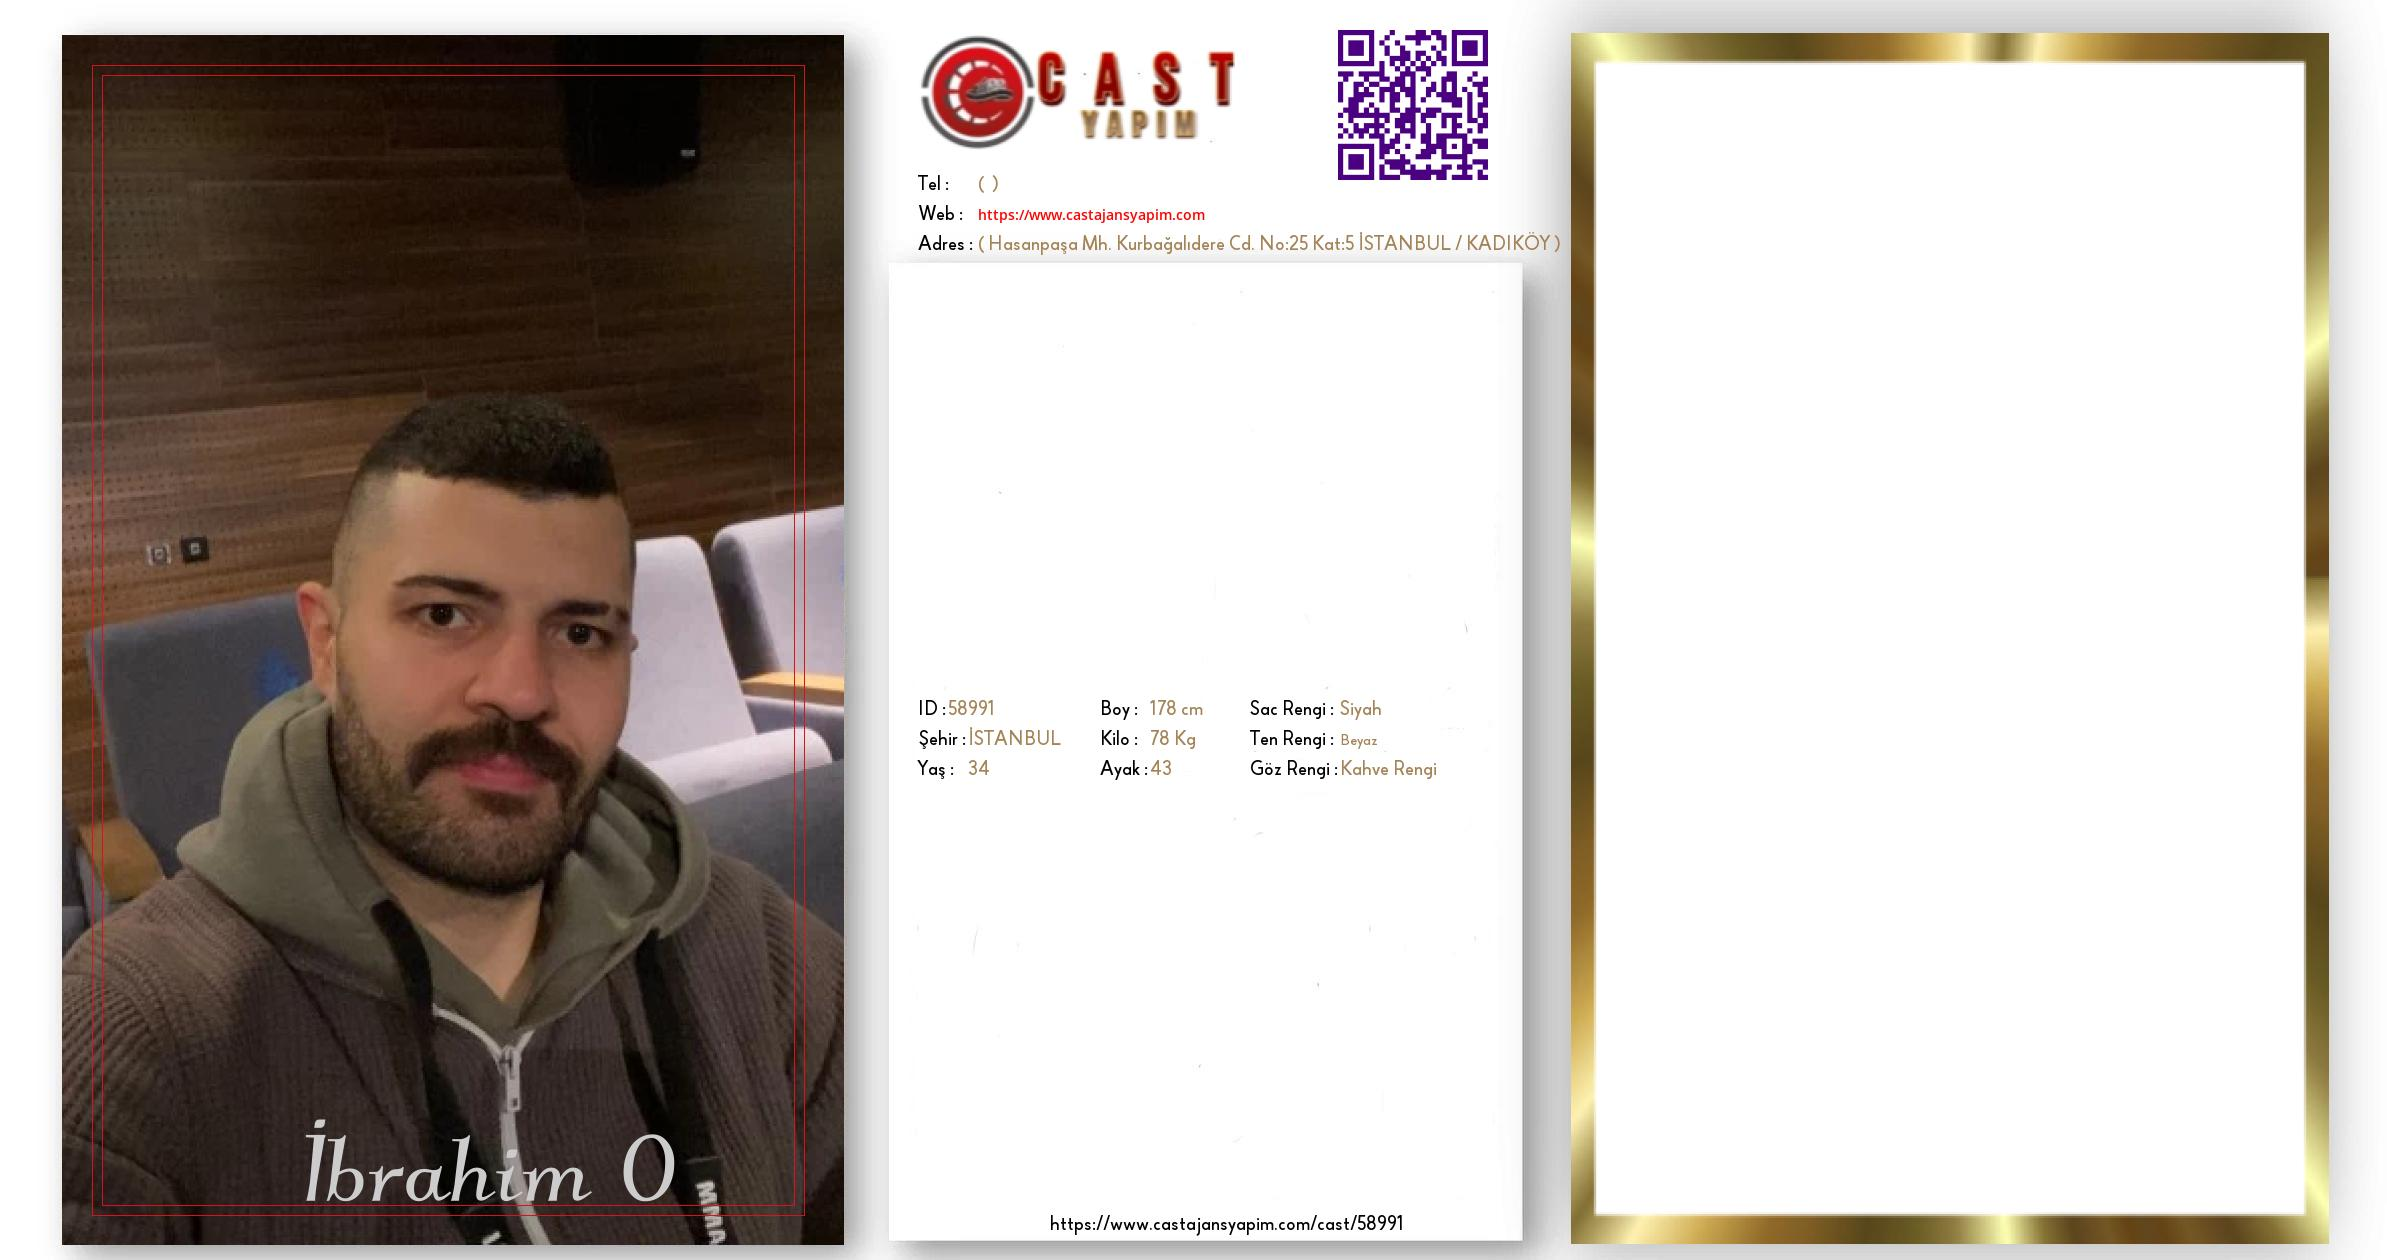 İbrahim O
MMA
CAST
YAPIM
Tel : ( )
Web : https://www.castajansyapim.com
Adres : ( Hasanpaşa Mh. Kurbağalıdere Cd. No:25 Kat:5 İSTANBUL / KADIKÖY )
ID : 58991 Boy : 178 cm Sac Rengi : Siyah
Şehir : İSTANBUL Kilo : 78 Kg Ten Rengi : Beyaz
Yaş : 34 Ayak : 43 Göz Rengi : Kahve Rengi
https://www.castajansyapim.com/cast/58991